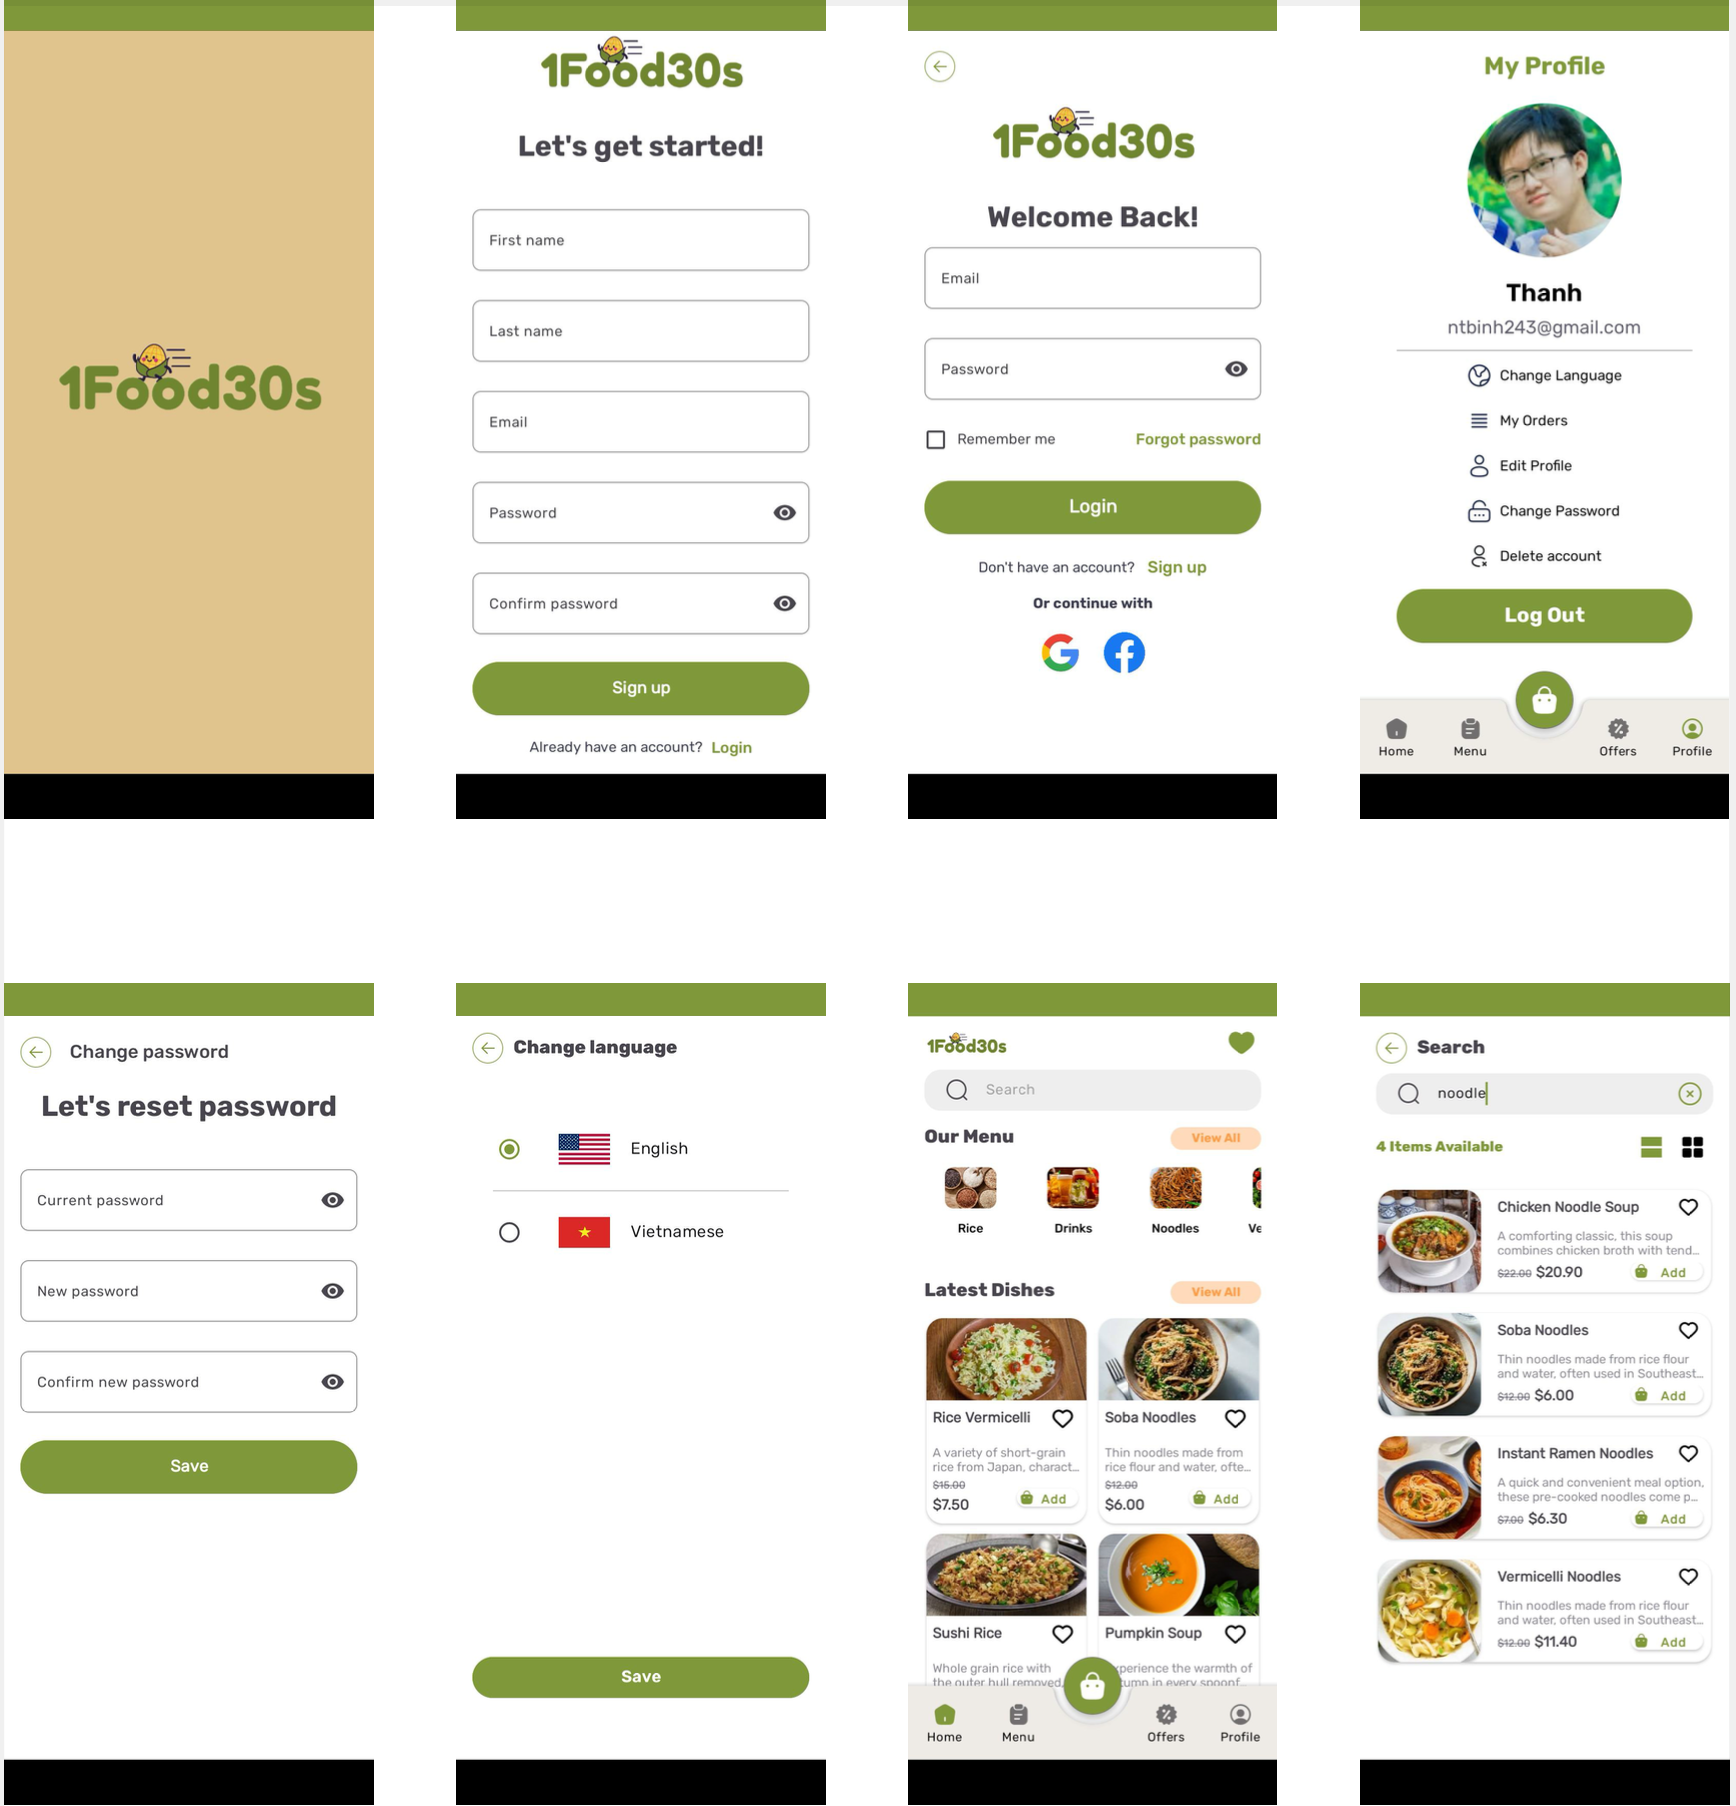 1Food30s
1Food30s
Let's get started!
First name
Last name
Email
Password
Confirm password
Sign up
Already have an account? Login
1Food30s
Welcome Back!
Email
Password
Remember me Forgot password
Login
Don't have an account? Sign up
Or continue with
My Profile
Thanh
ntbinh243@gmail.com
Change Language
My Orders
Edit Profile
Change Password
Delete account
Log Out
Home Menu Offers Profile
Change password
Let's reset password
Current password
New password
Confirm new password
Save
Change language
English
Vietnamese
Save
1Food30s
Search
Our Menu View All
Rice Drinks Noodles Ve
Latest Dishes View All
Rice Vermicelli
A variety of short-grain
rice from Japan, charact...
$15.00
$7.50 Add
Soba Noodles
Thin noodles made from
rice flour and water, ofte...
$12.00
$6.00 Add
Sushi Rice
Whole grain rice with
the outer hull removed,
Pumpkin Soup
xperience the warmth of
tumn in every spoonf...
Home Menu Offers Profile
Search
noodle
4 Items Available
Chicken Noodle Soup
A comforting classic, this soup
combines chicken broth with tend...
$22.00 $20.90 Add
Soba Noodles
Thin noodles made from rice flour
and water, often used in Southeast...
$12.00 $6.00 Add
Instant Ramen Noodles
A quick and convenient meal option,
these pre-cooked noodles come p...
$7.00 $6.30 Add
Vermicelli Noodles
Thin noodles made from rice flour
and water, often used in Southeast...
$12.00 $11.40 Add